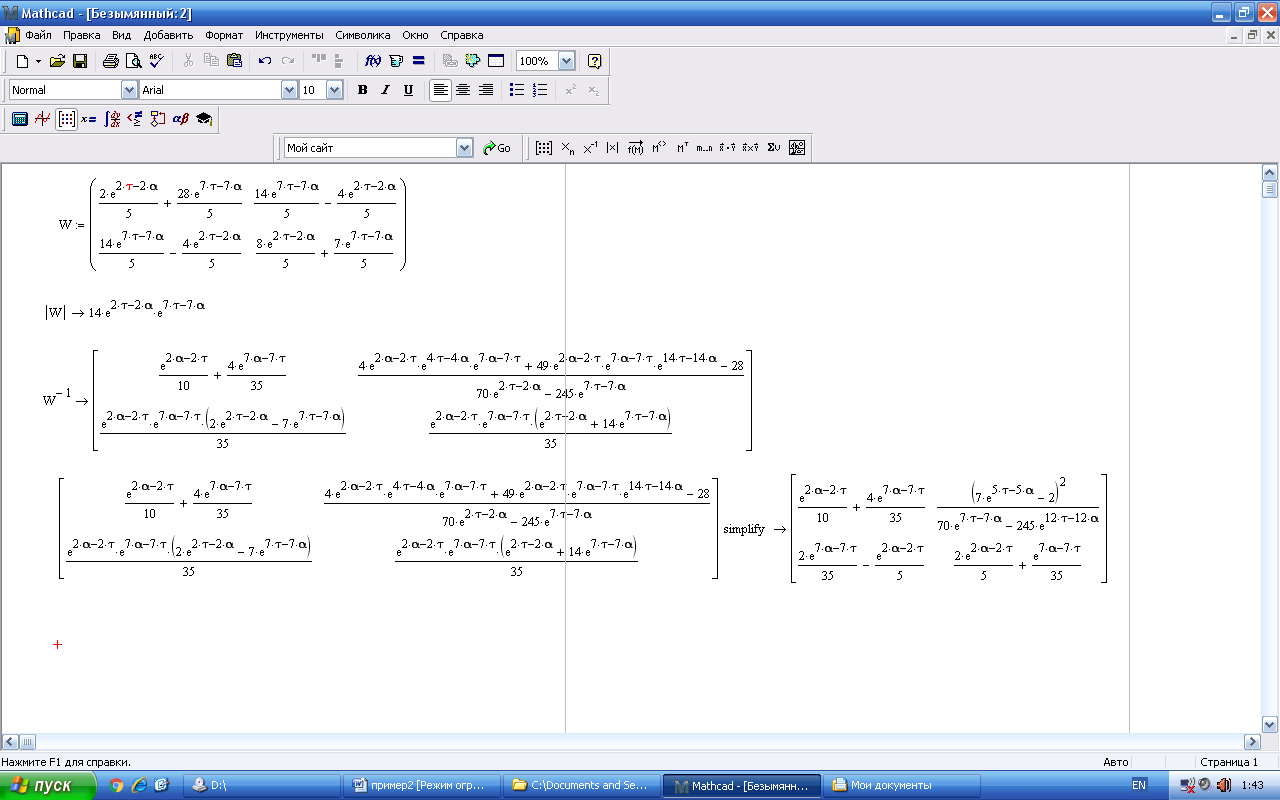 Mathcad - [Безымянный:2]
Файл Правка Вид Добавить Формат Инструменты Символика Окно Справка
100%
Normal Arial 10 B I U
Мой сайт Go
W := ( (2·e^(2·τ−2·α))/5 + (28·e^(7·τ−7·α))/5   (14·e^(7·τ−7·α))/5 − (4·e^(2·τ−2·α))/5
(14·e^(7·τ−7·α))/5 − (4·e^(2·τ−2·α))/5   (8·e^(2·τ−2·α))/5 + (7·e^(7·τ−7·α))/5 )
|W| → 14·e^(2·τ−2·α)·e^(7·τ−7·α)
W^(−1) → [ (e^(2·α−2·τ))/10 + (4·e^(7·α−7·τ))/35   (4·e^(2·α−2·τ)·e^(4·τ−4·α)·e^(7·α−7·τ) + 49·e^(2·α−2·τ)·e^(7·α−7·τ)·e^(14·τ−14·α) − 28)/(70·e^(2·τ−2·α) − 245·e^(7·τ−7·α))
(e^(2·α−2·τ)·e^(7·α−7·τ)·(2·e^(2·τ−2·α) − 7·e^(7·τ−7·α)))/35   (e^(2·α−2·τ)·e^(7·α−7·τ)·(e^(2·τ−2·α) + 14·e^(7·τ−7·α)))/35 ]
[ (e^(2·α−2·τ))/10 + (4·e^(7·α−7·τ))/35   (4·e^(2·α−2·τ)·e^(4·τ−4·α)·e^(7·α−7·τ) + 49·e^(2·α−2·τ)·e^(7·α−7·τ)·e^(14·τ−14·α) − 28)/(70·e^(2·τ−2·α) − 245·e^(7·τ−7·α))
(e^(2·α−2·τ)·e^(7·α−7·τ)·(2·e^(2·τ−2·α) − 7·e^(7·τ−7·α)))/35   (e^(2·α−2·τ)·e^(7·α−7·τ)·(e^(2·τ−2·α) + 14·e^(7·τ−7·α)))/35 ] simplify → [ (e^(2·α−2·τ))/10 + (4·e^(7·α−7·τ))/35   ((7·e^(5·τ−5·α) − 2)^2)/(70·e^(7·τ−7·α) − 245·e^(12·τ−12·α))
(2·e^(7·α−7·τ))/35 − (e^(2·α−2·τ))/5   (2·e^(2·α−2·τ))/5 + (e^(7·α−7·τ))/35 ]
Нажмите F1 для справки. Авто Страница 1
пуск D:\ пример2 [Режим огр... C:\Documents and Se... Mathcad - [Безымянн... Мои документы EN 1:43